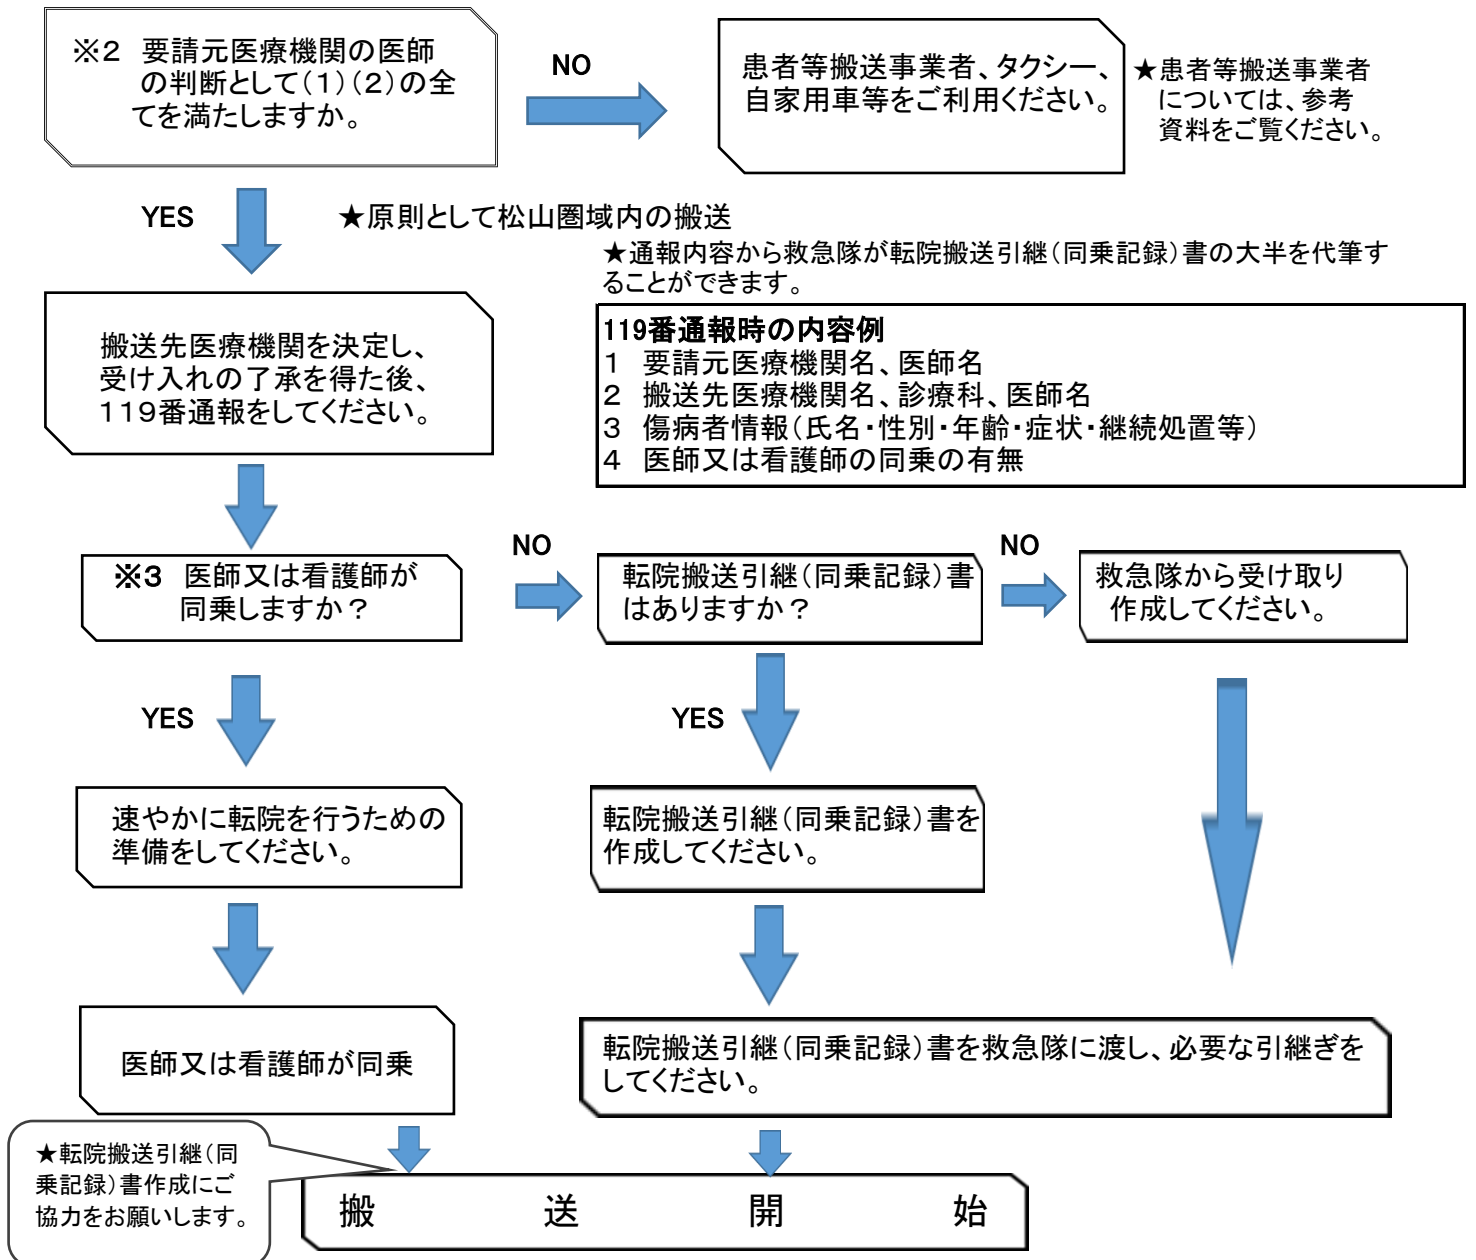 ※2 要請元医療機関の医師
の判断として(1)(2)の全
てを満たしますか。
NO
患者等搬送事業者、タクシー、
自家用車等をご利用ください。
★患者等搬送事業者
については、参考
資料をご覧ください。
YES
★原則として松山圏域内の搬送
★通報内容から救急隊が転院搬送引継(同乗記録)書の大半を代筆す
ることができます。
搬送先医療機関を決定し、
受け入れの了承を得た後、
119番通報をしてください。
119番通報時の内容例
1 要請元医療機関名、医師名
2 搬送先医療機関名、診療科、医師名
3 傷病者情報(氏名・性別・年齢・症状・継続処置等)
4 医師又は看護師の同乗の有無
※3 医師又は看護師が
同乗しますか？
NO
転院搬送引継(同乗記録)書
はありますか？
NO
救急隊から受け取り
作成してください。
YES
YES
速やかに転院を行うための
準備をしてください。
転院搬送引継(同乗記録)書を
作成してください。
医師又は看護師が同乗
転院搬送引継(同乗記録)書を救急隊に渡し、必要な引継ぎを
してください。
★転院搬送引継(同
乗記録)書作成にご
協力をお願いします。
搬 送 開 始